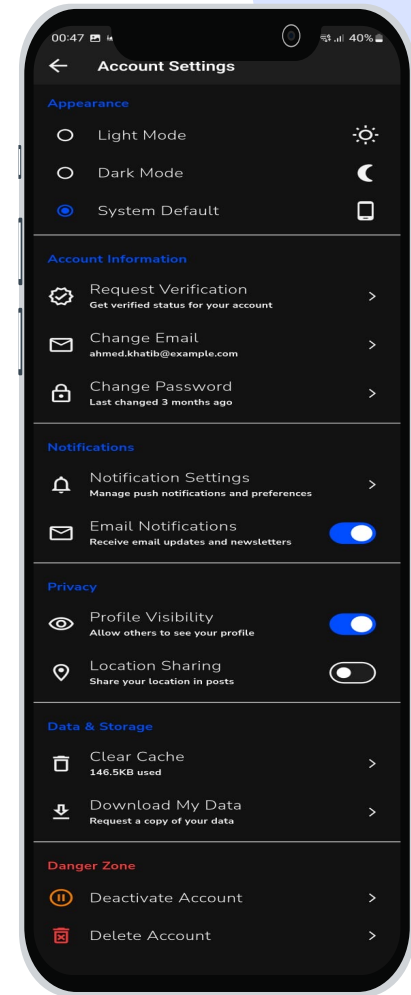 00:47
40%
Account Settings
Appearance
Light Mode
Dark Mode
System Default
Account Information
Request Verification
Get verified status for your account
Change Email
ahmed.khatib@example.com
Change Password
Last changed 3 months ago
Notifications
Notification Settings
Manage push notifications and preferences
Email Notifications
Receive email updates and newsletters
Privacy
Profile Visibility
Allow others to see your profile
Location Sharing
Share your location in posts
Data & Storage
Clear Cache
146.5KB used
Download My Data
Request a copy of your data
Danger Zone
Deactivate Account
Delete Account